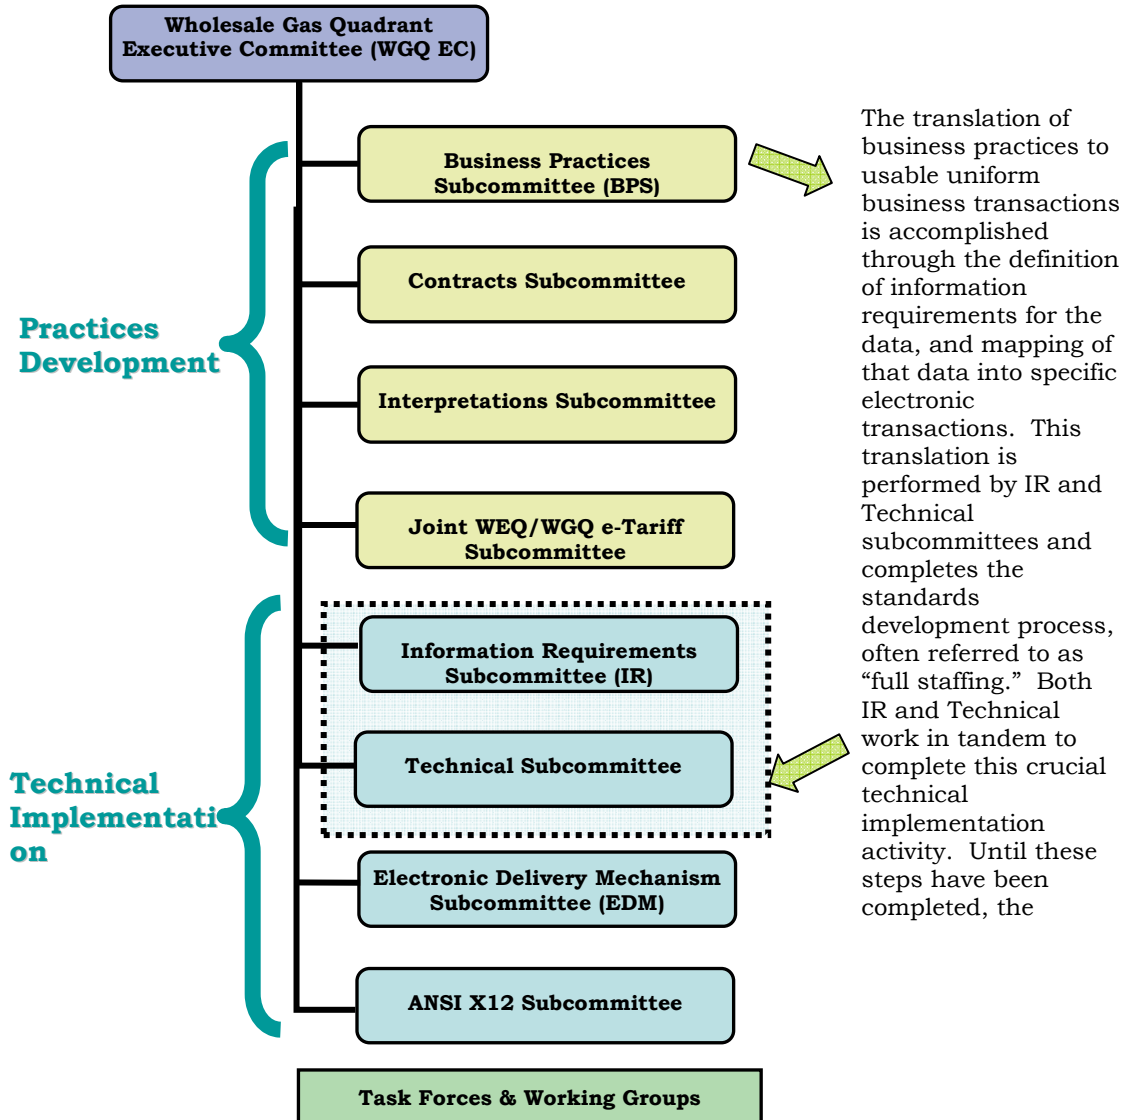 Wholesale Gas Quadrant
Executive Committee (WGQ EC)
Business Practices
Subcommittee (BPS)
Contracts Subcommittee
Practices
Development
Interpretations Subcommittee
Joint WEQ/WGQ e-Tariff
Subcommittee
Information Requirements
Subcommittee (IR)
Technical Subcommittee
Technical
Implementati
on
Electronic Delivery Mechanism
Subcommittee (EDM)
ANSI X12 Subcommittee
Task Forces & Working Groups
The translation of
business practices to
usable uniform
business transactions
is accomplished
through the definition
of information
requirements for the
data, and mapping of
that data into specific
electronic
transactions.  This
translation is
performed by IR and
Technical
subcommittees and
completes the
standards
development process,
often referred to as
“full staffing.”  Both
IR and Technical
work in tandem to
complete this crucial
technical
implementation
activity.  Until these
steps have been
completed, the